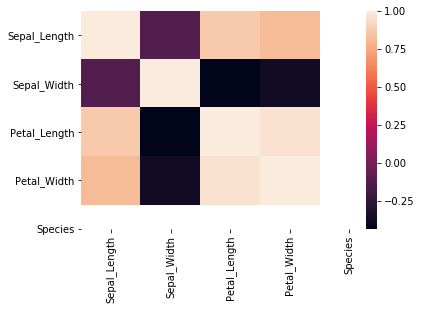 Sepal_Length
Sepal_Width
Petal_Length
Petal_Width
Species
Sepal_Length
Sepal_Width
Petal_Length
Petal_Width
Species
1.00
0.75
0.50
0.25
0.00
−0.25